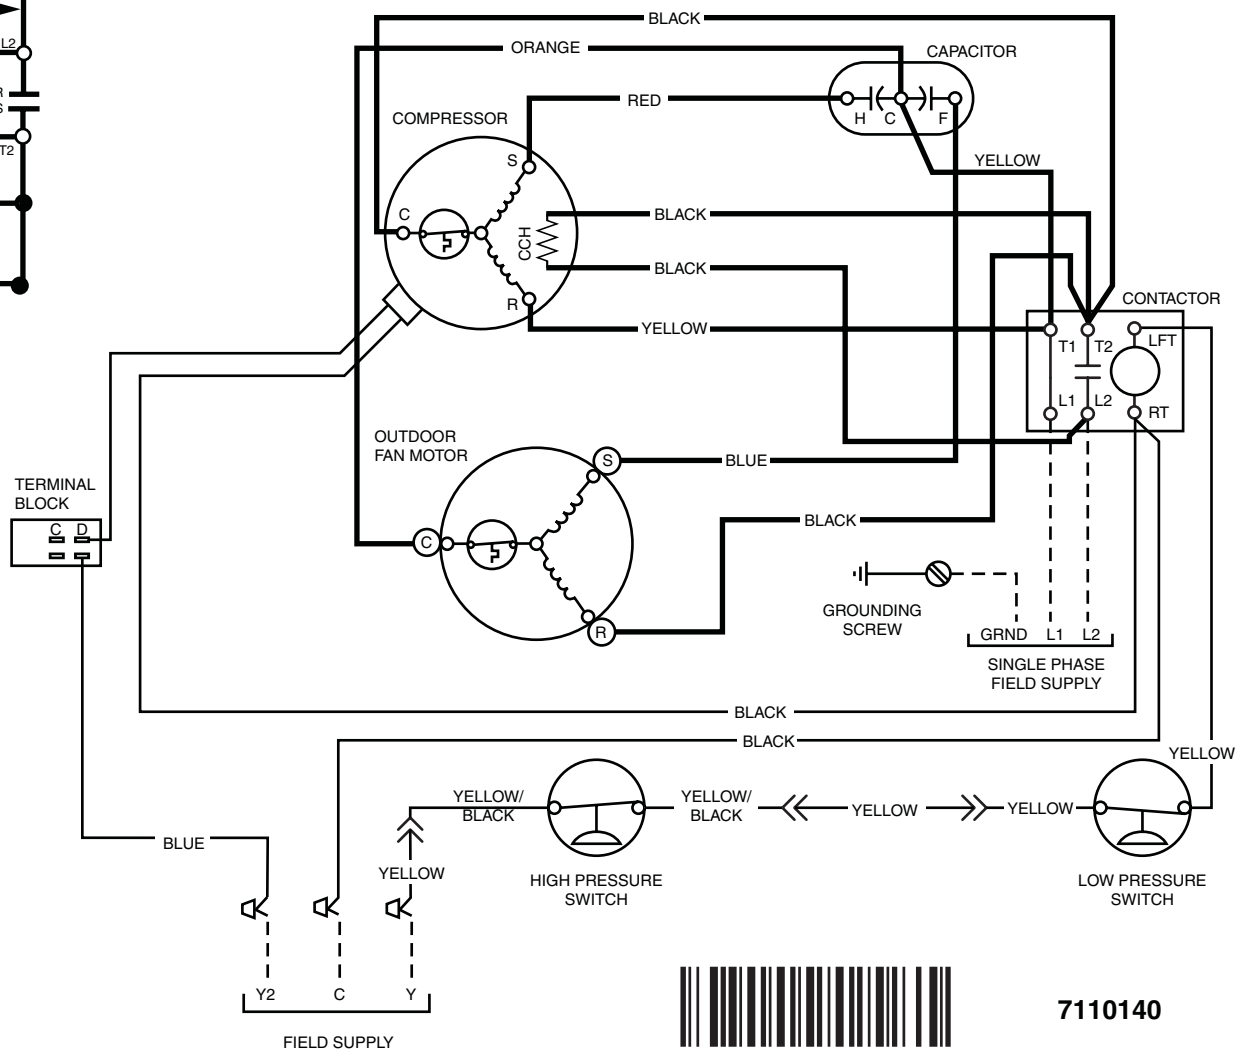 BLACK
ORANGE
CAPACITOR
L2
R
S
T2
RED
H C F
COMPRESSOR
S
YELLOW
C
BLACK
CCH
BLACK
R
CONTACTOR
YELLOW
T1 T2 LFT
L1 L2 RT
OUTDOOR
FAN MOTOR
S
BLUE
TERMINAL
BLOCK
C D
BLACK
C
GROUNDING
SCREW
R
GRND L1 L2
SINGLE PHASE
FIELD SUPPLY
BLACK
BLACK
YELLOW
YELLOW/
BLACK
YELLOW/
BLACK
YELLOW
YELLOW
BLUE
YELLOW
HIGH PRESSURE
SWITCH
LOW PRESSURE
SWITCH
Y2 C Y
FIELD SUPPLY
7110140